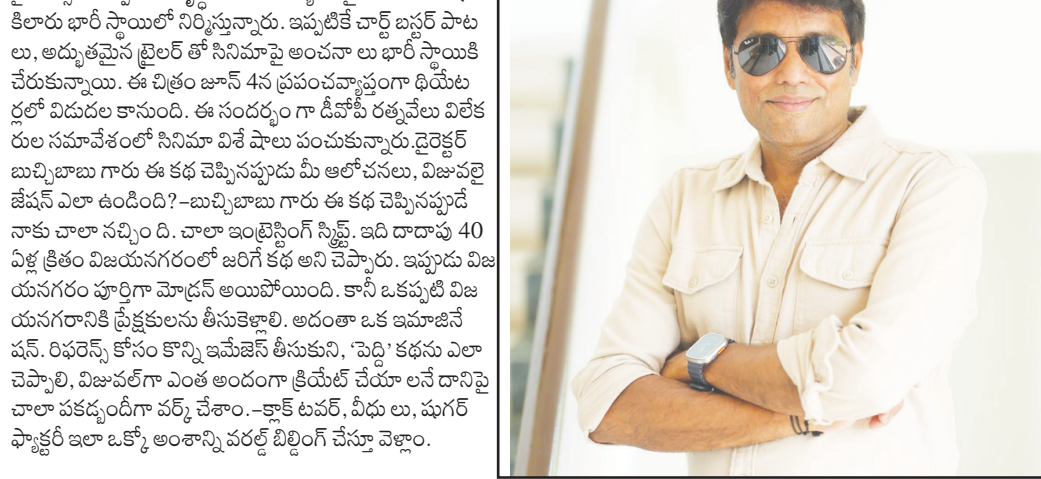 కిలారు భారీ స్థాయిలో నిర్మిస్తున్నారు. ఇప్పటికే చార్ట్ బస్టర్ పాట
లు, అద్భుతమైన ట్రైలర్ తో సినిమాపై అంచనా లు భారీ స్థాయికి
చేరుకున్నాయి. ఈ చిత్రం జూన్ 4న ప్రపంచవ్యాప్తంగా థియేట
ర్లలో విడుదల కానుంది. ఈ సందర్భం గా డీవోపీ రత్నవేలు విలేక
రుల సమావేశంలో సినిమా విశే షాలు పంచుకున్నారు.డైరెక్టర్
బుచ్చిబాబు గారు ఈ కథ చెప్పినప్పుడు మీ ఆలోచనలు, విజువలై
జేషన్ ఎలా ఉండింది?-బుచ్చిబాబు గారు ఈ కథ చెప్పినప్పుడే
నాకు చాలా నచ్చిం ది. చాలా ఇంట్రెస్టింగ్ స్క్రిప్ట్. ఇది దాదాపు 40
ఏళ్ల క్రితం విజయనగరంలో జరిగే కథ అని చెప్పారు. ఇప్పుడు విజ
యనగరం పూర్తిగా మోడ్రన్ అయిపోయింది. కానీ ఒకప్పటి విజ
యనగరానికి ప్రేక్షకులను తీసుకెళ్లాలి. అదంతా ఒక ఇమాజినే
షన్. రిఫరెన్స్ కోసం కొన్ని ఇమేజెస్ తీసుకుని, 'పెద్ది' కథను ఎలా
చెప్పాలి, విజువల్‌గా ఎంత అందంగా క్రియేట్ చేయా లనే దానిపై
చాలా పకడ్బందీగా వర్క్ చేశాం.-క్లాక్ టవర్, వీధు లు, షుగర్
ఫ్యాక్టరీ ఇలా ఒక్కో అంశాన్ని వరల్డ్ బిల్డింగ్ చేస్తూ వెళ్లాం.